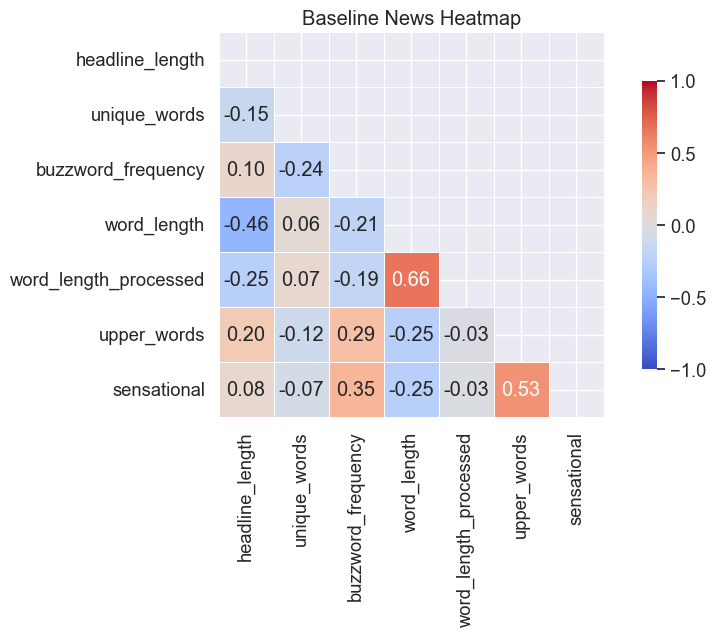 Baseline News Heatmap
headline_length
unique_words -0.15
buzzword_frequency 0.10 -0.24
word_length -0.46 0.06 -0.21
word_length_processed -0.25 0.07 -0.19 0.66
upper_words 0.20 -0.12 0.29 -0.25 -0.03
sensational 0.08 -0.07 0.35 -0.25 -0.03 0.53
headline_length
unique_words
buzzword_frequency
word_length
word_length_processed
upper_words
sensational
1.0
0.5
0.0
−0.5
−1.0